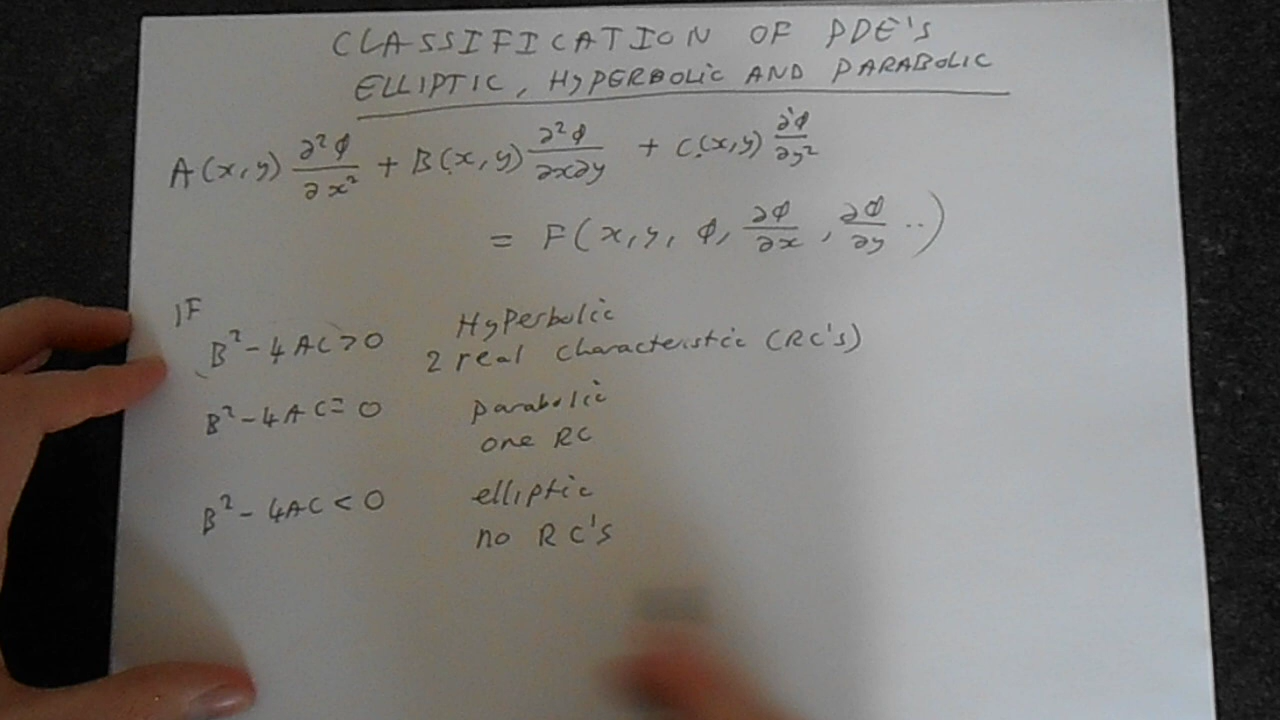 CLASSIFICATION OF PDE's
ELLIPTIC, HYPERBOLIC AND PARABOLIC
A(x,y) ∂²φ/∂x² + B(x,y) ∂²φ/∂x∂y + C(x,y) ∂²φ/∂y²
= F(x, y, φ, ∂φ/∂x, ∂φ/∂y ..)
IF
B² - 4AC > 0 Hyperbolic
2 real characteristic (RC's)
B² - 4AC = 0 parabolic
one RC
B² - 4AC < 0 elliptic
no RC's